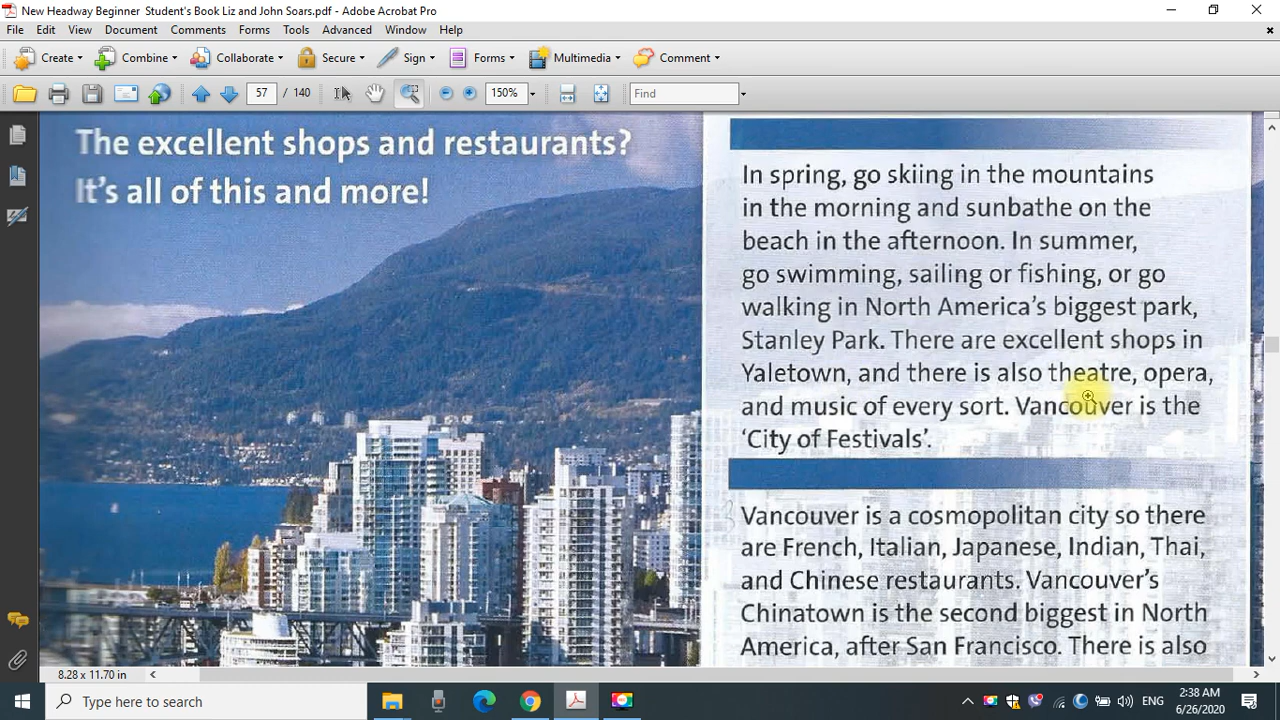 New Headway Beginner Student's Book Liz and John Soars.pdf - Adobe Acrobat Pro
File Edit View Document Comments Forms Tools Advanced Window Help
Create Combine Collaborate Secure Sign Forms Multimedia Comment
57 / 140 150% Find
The excellent shops and restaurants?
It's all of this and more!
In spring, go skiing in the mountains
in the morning and sunbathe on the
beach in the afternoon. In summer,
go swimming, sailing or fishing, or go
walking in North America's biggest park,
Stanley Park. There are excellent shops in
Yaletown, and there is also theatre, opera,
and music of every sort. Vancouver is the
'City of Festivals'.
Vancouver is a cosmopolitan city so there
are French, Italian, Japanese, Indian, Thai,
and Chinese restaurants. Vancouver's
Chinatown is the second biggest in North
America, after San Francisco. There is also
8.28 x 11.70 in
Type here to search
ENG
2:38 AM
6/26/2020